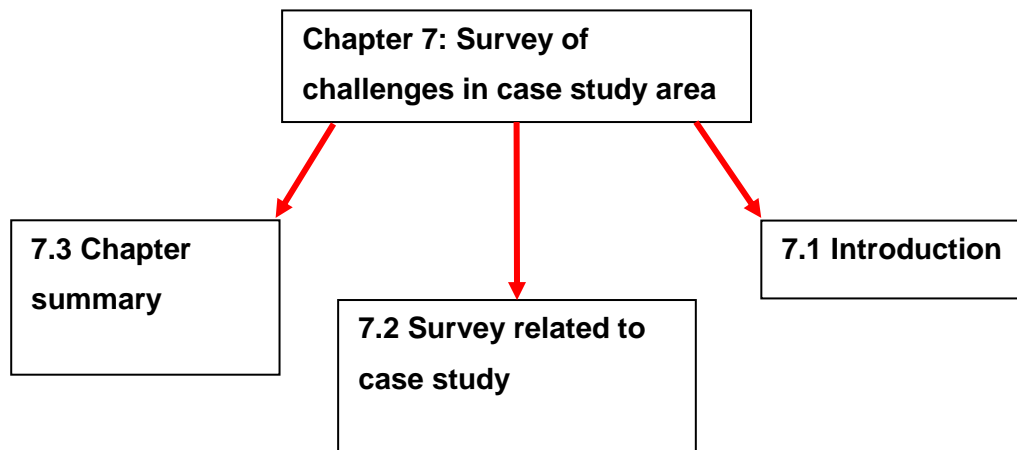 Chapter 7: Survey of
challenges in case study area
7.3 Chapter
summary
7.2 Survey related to
case study
7.1 Introduction